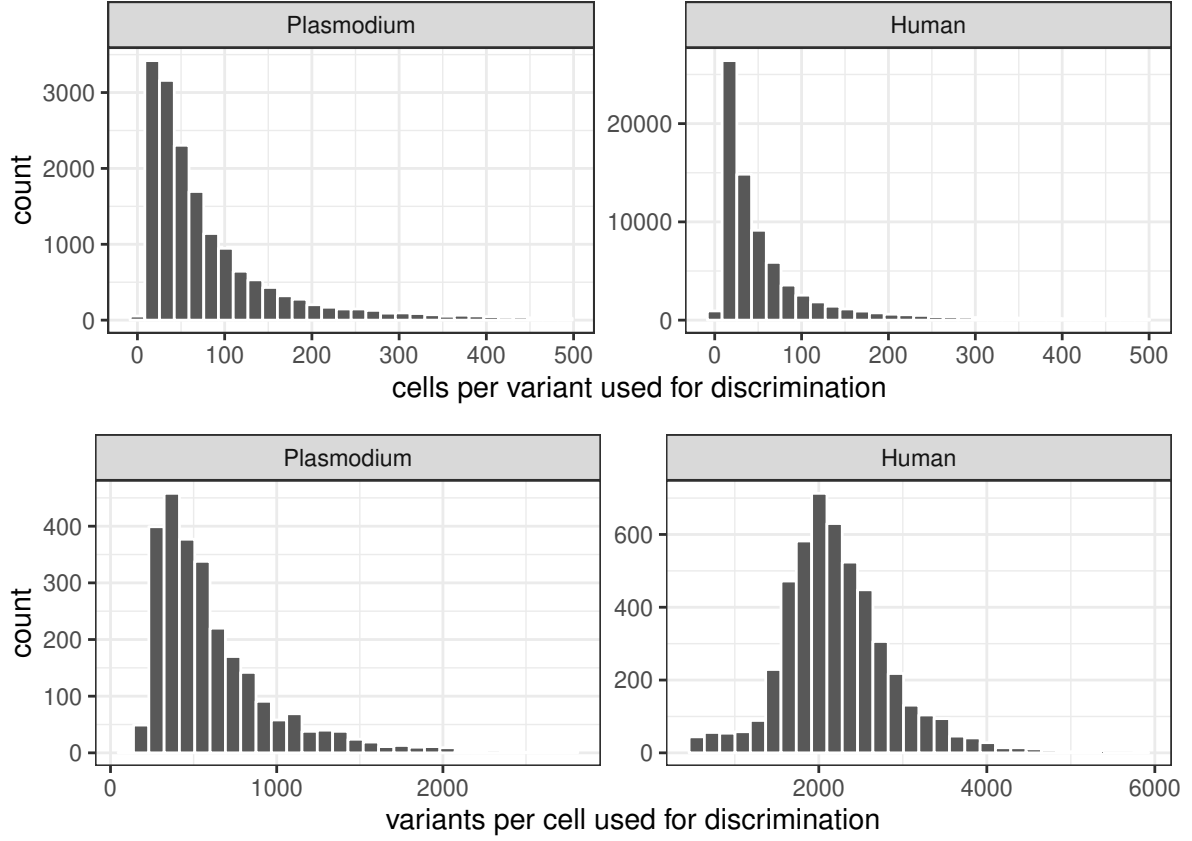 Plasmodium
Human
count
3000
2000
1000
0
20000
10000
0
0 100 200 300 400 500
0 100 200 300 400 500
cells per variant used for discrimination
Plasmodium
Human
count
400
300
200
100
0
600
400
200
0
0 1000 2000
2000 4000 6000
variants per cell used for discrimination